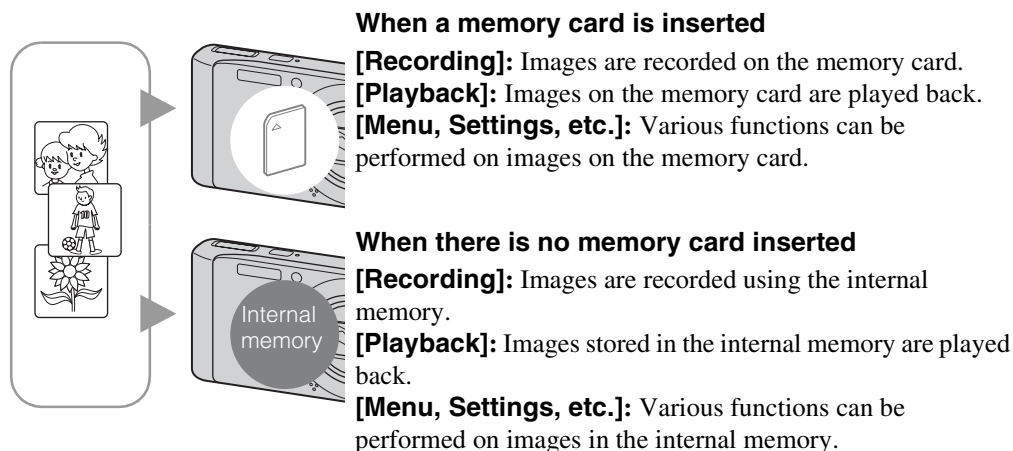 When a memory card is inserted
[Recording]: Images are recorded on the memory card.
[Playback]: Images on the memory card are played back.
[Menu, Settings, etc.]: Various functions can be
performed on images on the memory card.
When there is no memory card inserted
[Recording]: Images are recorded using the internal
memory.
[Playback]: Images stored in the internal memory are played
back.
[Menu, Settings, etc.]: Various functions can be
performed on images in the internal memory.
Internal
memory
10